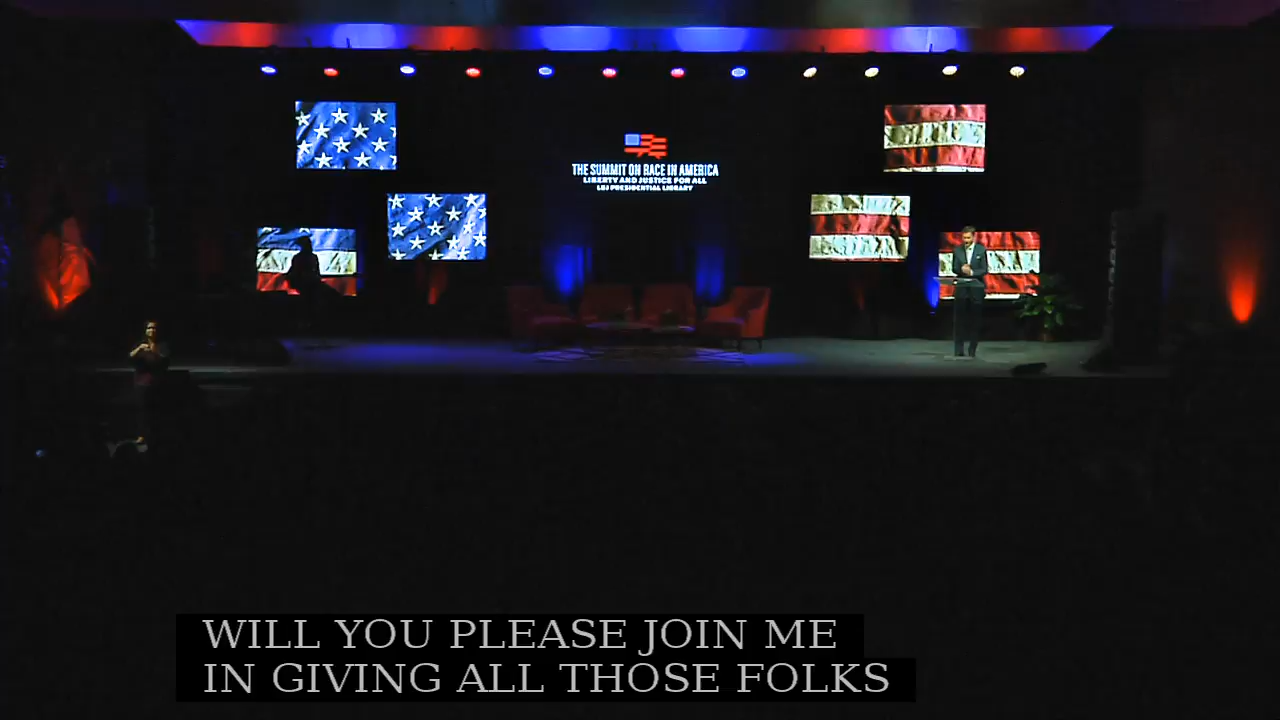 THE SUMMIT ON RACE IN AMERICA
LIBERTY AND JUSTICE FOR ALL
LBJ PRESIDENTIAL LIBRARY
WILL YOU PLEASE JOIN ME
IN GIVING ALL THOSE FOLKS